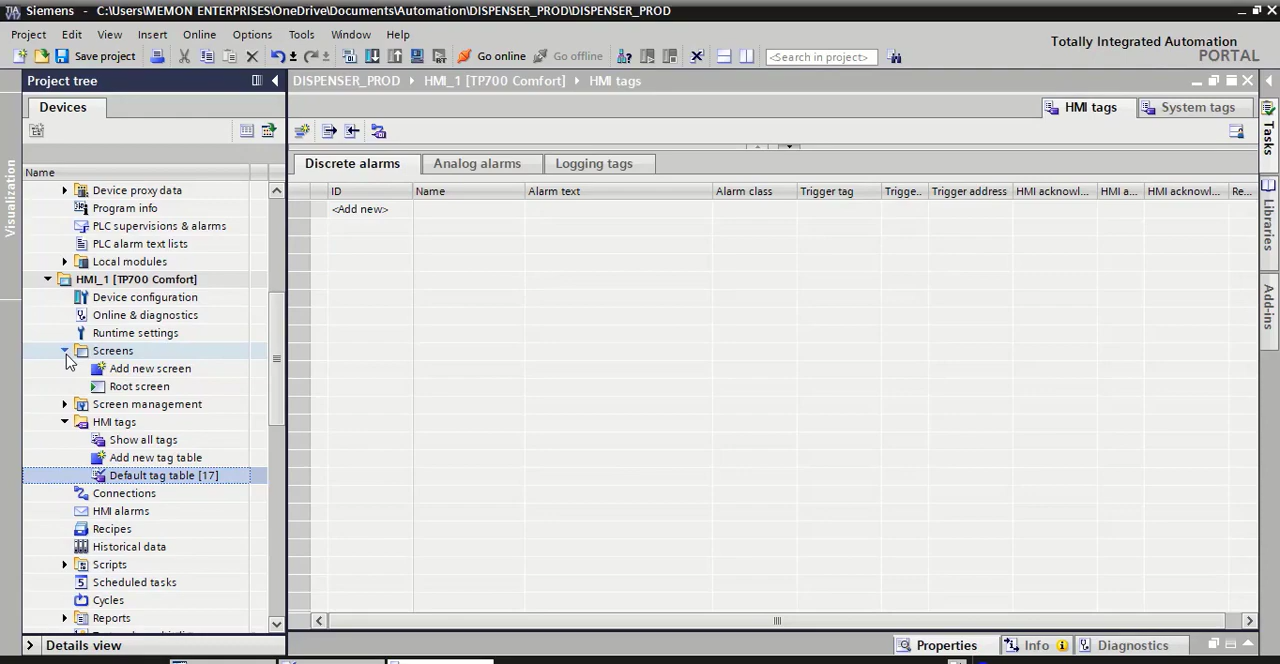 Siemens - C:\Users\MEMON ENTERPRISES\OneDrive\Documents\Automation\DISPENSER_PROD\DISPENSER_PROD
Project Edit View Insert Online Options Tools Window Help
Totally Integrated Automation
PORTAL
Save project Go online Go offline <Search in project>
Project tree
DISPENSER_PROD HMI_1 [TP700 Comfort] HMI tags
Devices
HMI tags System tags
Discrete alarms Analog alarms Logging tags
Name
ID Name Alarm text Alarm class Trigger tag Trigge.. Trigger address HMI acknowl... HMI a... HMI acknowl... Re...
<Add new>
Device proxy data
Program info
PLC supervisions & alarms
PLC alarm text lists
Local modules
HMI_1 [TP700 Comfort]
Device configuration
Online & diagnostics
Runtime settings
Screens
Add new screen
Root screen
Screen management
HMI tags
Show all tags
Add new tag table
Default tag table [17]
Connections
HMI alarms
Recipes
Historical data
Scripts
Scheduled tasks
Cycles
Reports
Details view
Properties Info Diagnostics
Visualization
Tasks
Libraries
Add-ins